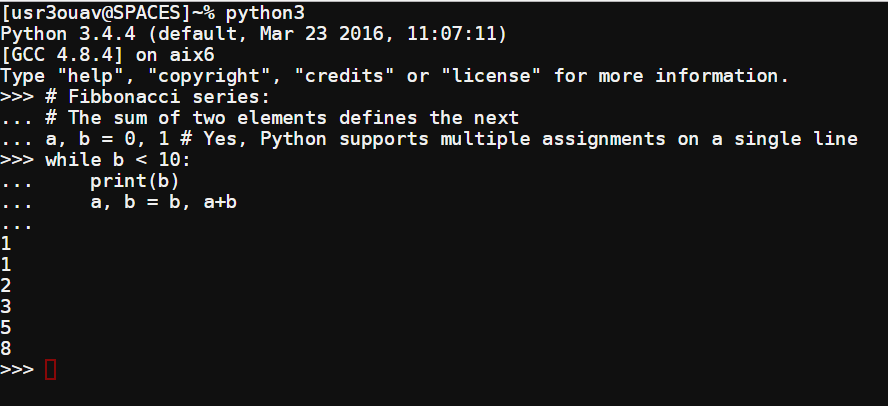 [usr3ouav@SPACES]~% python3
Python 3.4.4 (default, Mar 23 2016, 11:07:11)
[GCC 4.8.4] on aix6
Type "help", "copyright", "credits" or "license" for more information.
>>> # Fibbonacci series:
... # The sum of two elements defines the next
... a, b = 0, 1 # Yes, Python supports multiple assignments on a single line
>>> while b < 10:
...     print(b)
...     a, b = b, a+b
...
1
1
2
3
5
8
>>>